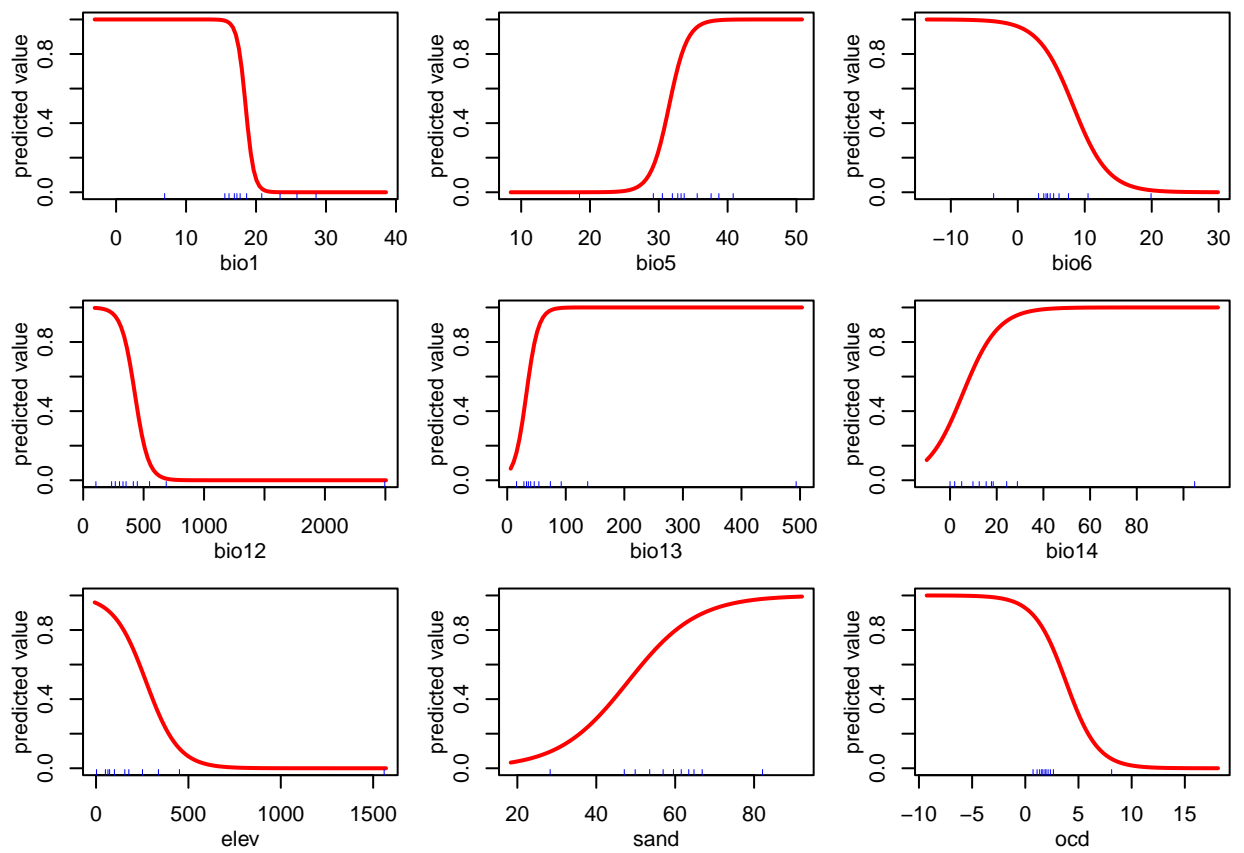 predicted value
0.0 0.4 0.8
0 10 20 30 40
bio1
predicted value
0.0 0.4 0.8
10 20 30 40 50
bio5
predicted value
0.0 0.4 0.8
−10 0 10 20 30
bio6
predicted value
0.0 0.4 0.8
0 500 1000 2000
bio12
predicted value
0.0 0.4 0.8
0 100 200 300 400 500
bio13
predicted value
0.0 0.4 0.8
0 20 40 60 80
bio14
predicted value
0.0 0.4 0.8
0 500 1000 1500
elev
predicted value
0.0 0.4 0.8
20 40 60 80
sand
predicted value
0.0 0.4 0.8
−10 −5 0 5 10 15
ocd